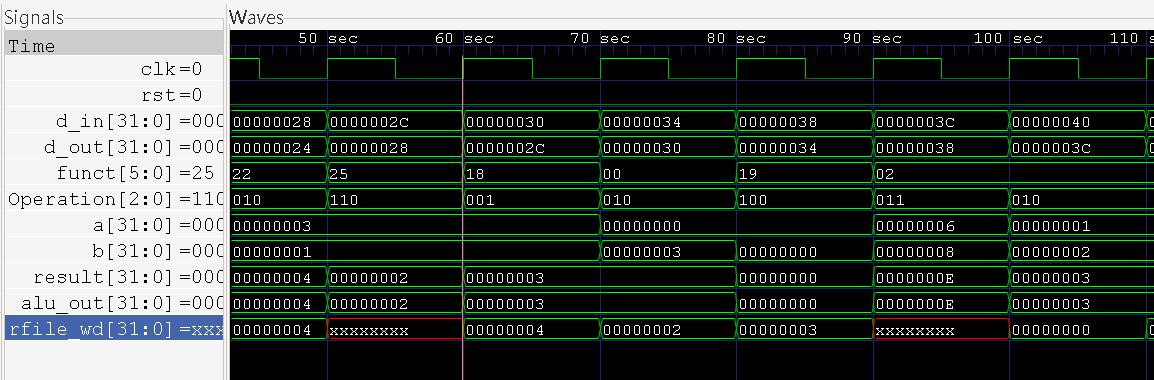 Signals Waves
Time 50 sec 60 sec 70 sec 80 sec 90 sec 100 sec 110 s
clk=0
rst=0
d_in[31:0]=000 00000028 0000002C 00000030 00000034 00000038 0000003C 00000040 0
d_out[31:0]=000 00000024 00000028 0000002C 00000030 00000034 00000038 0000003C 0
funct[5:0]=25 22 25 18 00 19 02
Operation[2:0]=110 010 110 001 010 100 011 010
a[31:0]=000 00000003 00000000 00000006 00000001
b[31:0]=000 00000001 00000003 00000000 00000008 00000002
result[31:0]=000 00000004 00000002 00000003 00000000 0000000E 00000003
alu_out[31:0]=000 00000004 00000002 00000003 00000000 0000000E 00000003
rfile_wd[31:0]=xxx 00000004 xxxxxxxx 00000004 00000002 00000003 xxxxxxxx 00000000 0